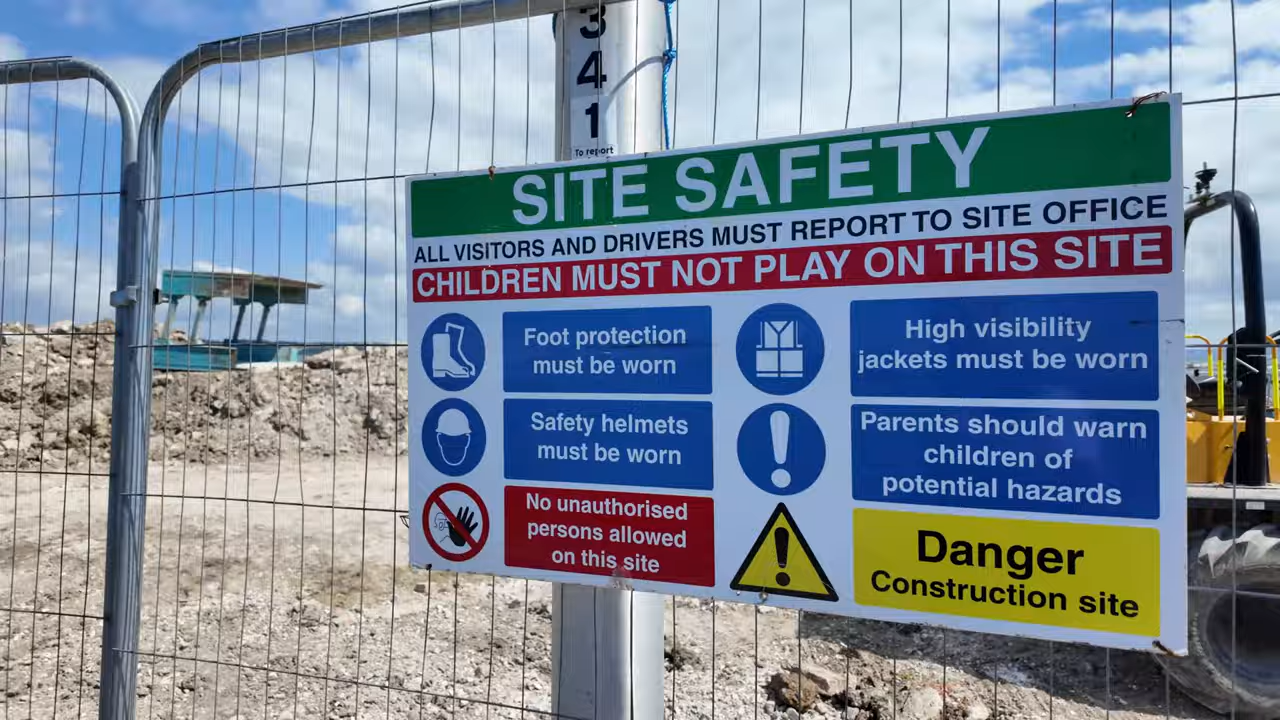 3
4
1
To report
SITE SAFETY
ALL VISITORS AND DRIVERS MUST REPORT TO SITE OFFICE
CHILDREN MUST NOT PLAY ON THIS SITE
Foot protection
must be worn
High visibility
jackets must be worn
Safety helmets
must be worn
Parents should warn
children of
potential hazards
No unauthorised
persons allowed
on this site
Danger
Construction site